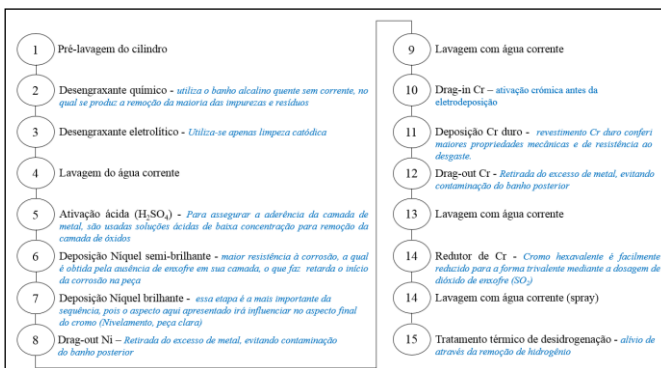 1 Pré-lavagem do cilindro
2 Desengraxante químico - utiliza o banho alcalino quente sem corrente, no
qual se produz a remoção da maioria das impurezas e resíduos
3 Desengraxante eletrolítico - Utiliza-se apenas limpeza catódica
4 Lavagem do água corrente
5 Ativação ácida (H2SO4) - Para assegurar a aderência da camada de
metal, são usadas soluções ácidas de baixa concentração para remoção da
camada de óxidos
6 Deposição Níquel semi-brilhante - maior resistência à corrosão, a qual
é obtida pela ausência de enxofre em sua camada, o que faz retarda o início
da corrosão na peça
7 Deposição Níquel brilhante - essa etapa é a mais importante da
sequência, pois o aspecto aqui apresentado irá influenciar no aspecto final
do cromo (Nivelamento, peça clara)
8 Drag-out Ni – Retirada do excesso de metal, evitando contaminação
do banho posterior
9 Lavagem com água corrente
10 Drag-in Cr – ativação crômica antes da
eletrodeposição
11 Deposição Cr duro - revestimento Cr duro conferi
maiores propriedades mecânicas e de resistência ao
desgaste.
12 Drag-out Cr - Retirada do excesso de metal, evitando
contaminação do banho posterior
13 Lavagem com água corrente
14 Redutor de Cr - Cromo hexavalente é facilmente
reduzido para a forma trivalente mediante a dosagem de
dióxido de enxofre (SO2)
14 Lavagem com água corrente (spray)
15 Tratamento térmico de desidrogenação - alívio de
através da remoção de hidrogênio